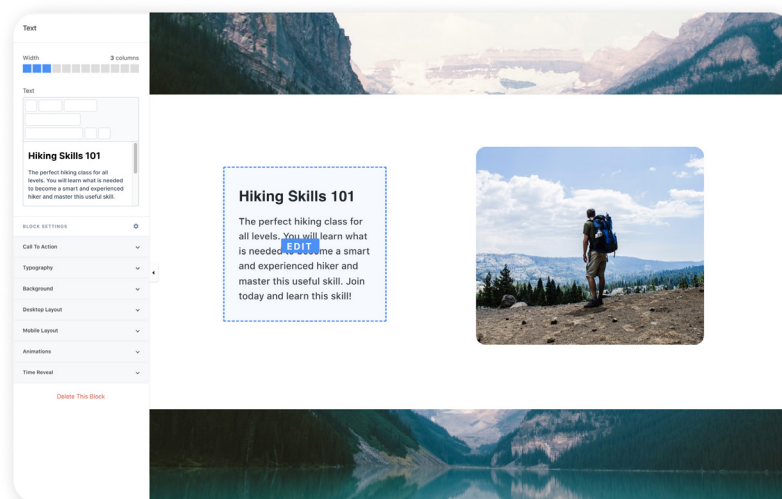 Text
Width 3 columns
Text
Hiking Skills 101
The perfect hiking class for all
levels. You will learn what is needed
to become a smart and experienced
hiker and master this useful skill.
BLOCK SETTINGS
Call To Action
Typography
Background
Desktop Layout
Mobile Layout
Animations
Time Reveal
Delete This Block
Hiking Skills 101
The perfect hiking class for
all levels. You will learn what
is needed me a smart
EDIT
and experienced hiker and
master this useful skill. Join
today and learn this skill!